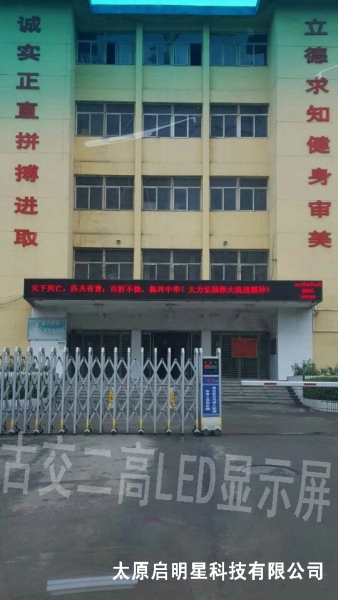 诚实正直拼搏进取
立德求知健身审美
天下兴亡，匹夫有责；百折不挠，振兴中华！大力弘扬伟大抗战精神！
古交二高LED显示屏
太原启明星科技有限公司